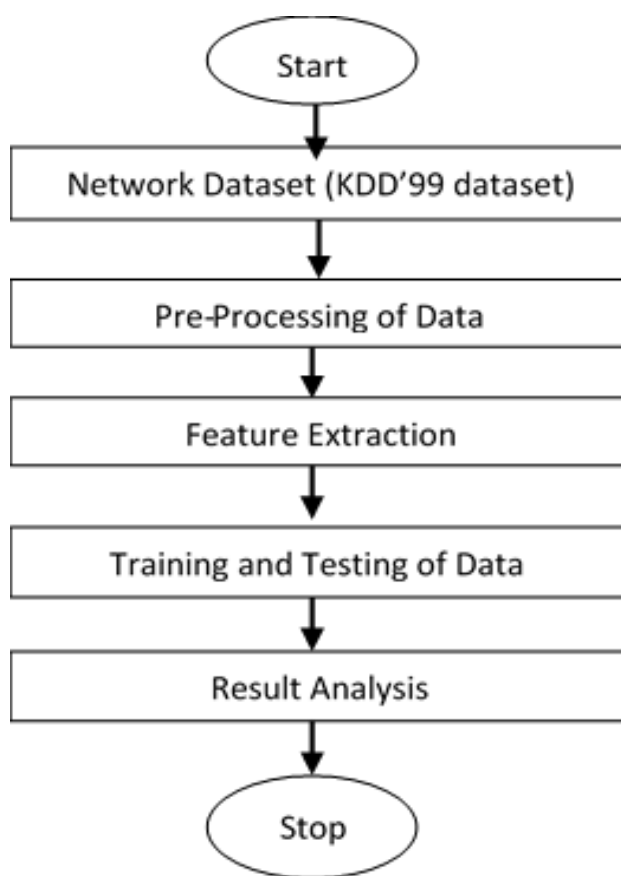 Start
Network Dataset (KDD'99 dataset)
Pre-Processing of Data
Feature Extraction
Training and Testing of Data
Result Analysis
Stop